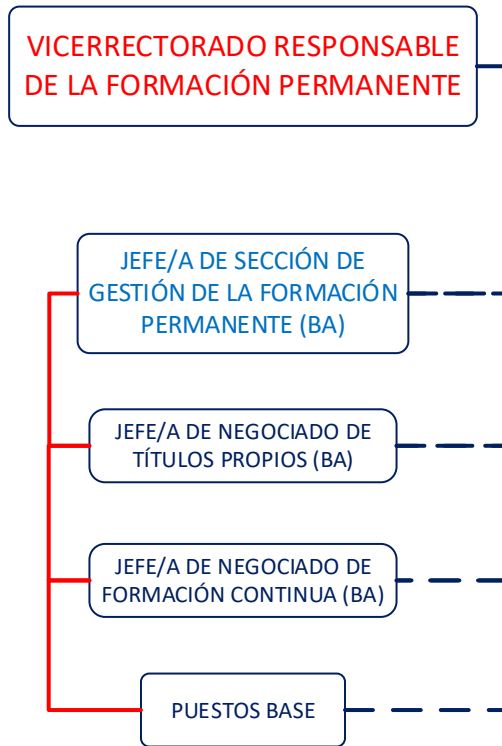 VICERRECTORADO RESPONSABLE
DE LA FORMACIÓN PERMANENTE
JEFE/A DE SECCIÓN DE
GESTIÓN DE LA FORMACIÓN
PERMANENTE (BA)
JEFE/A DE NEGOCIADO DE
TÍTULOS PROPIOS (BA)
JEFE/A DE NEGOCIADO DE
FORMACIÓN CONTINUA (BA)
PUESTOS BASE